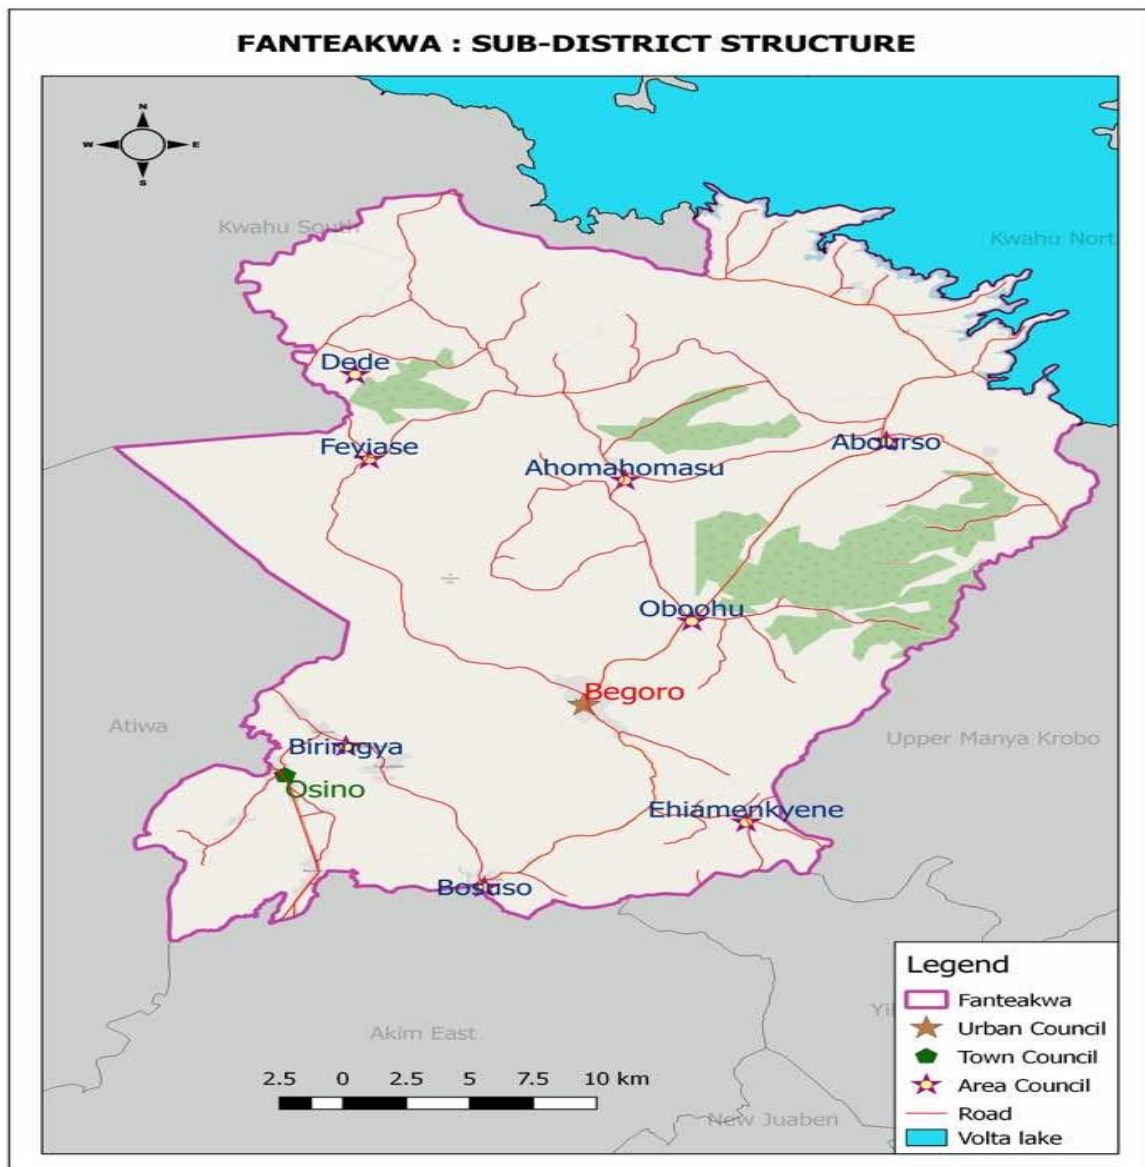 FANTEAKWA : SUB-DISTRICT STRUCTURE
N
W E
S
Kwahu South
Kwahu Nort
Dede
Feyiase
Abourso
Ahomahomasu
Oboohu
Begoro
Atiwa
Upper Manya Krobo
Biringya
Osino
Ehiamenkyene
Bosuso
Akim East
New Juaben
Yi
2.5 0 2.5 5 7.5 10 km
Legend
Fanteakwa
Urban Council
Town Council
Area Council
Road
Volta lake